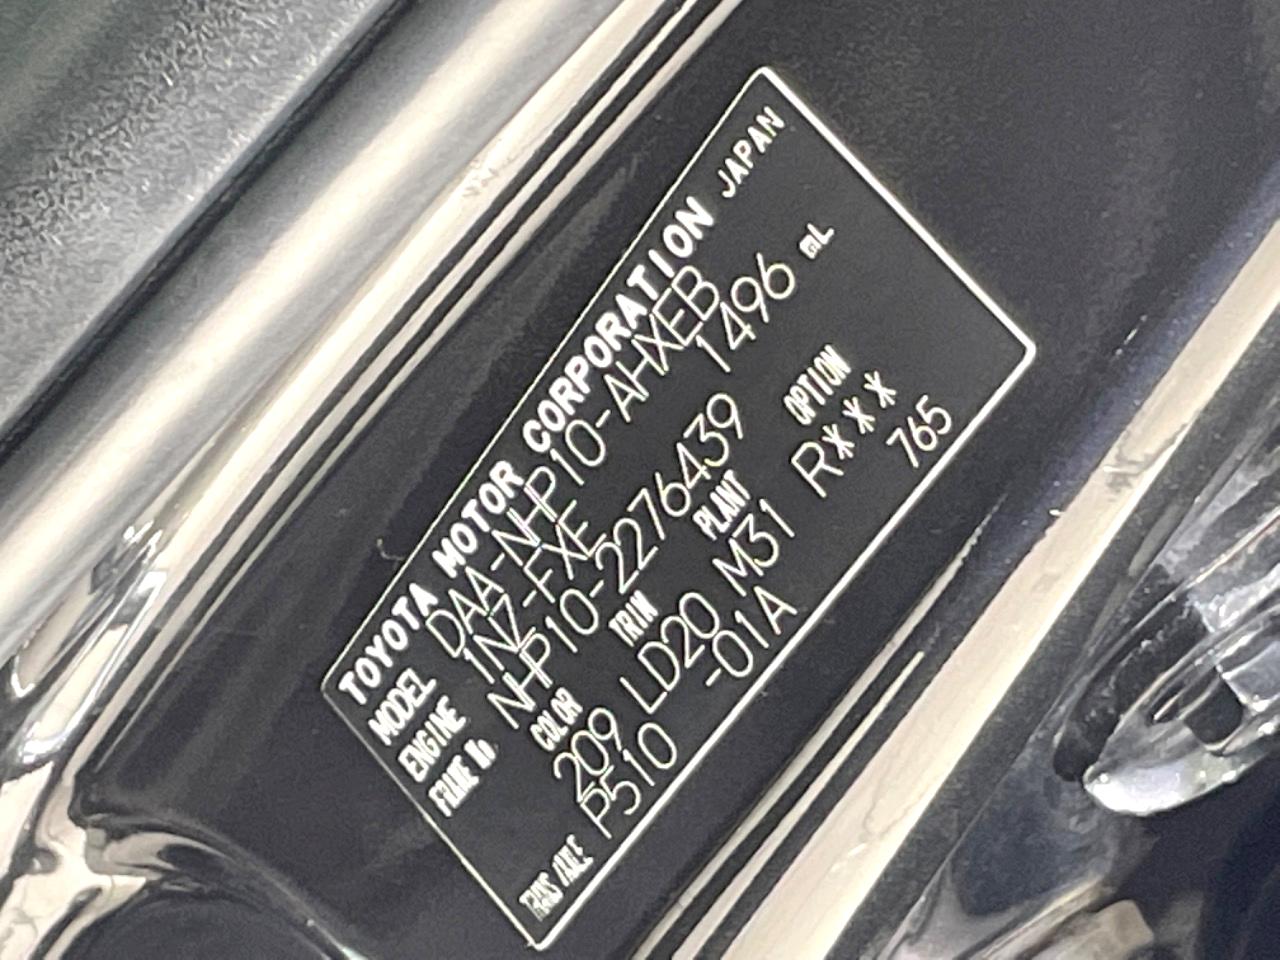 TOYOTA MOTOR CORPORATION JAPAN
MODEL DAA-NHP10-AHXEB
ENGINE 1NZ-FXE 1496 mL
FRAME No. NHP10-2276439
COLOR TRIM PLANT OPTION
209 LD20 M31 R***
TRANS/AXLE P510 -01A 765